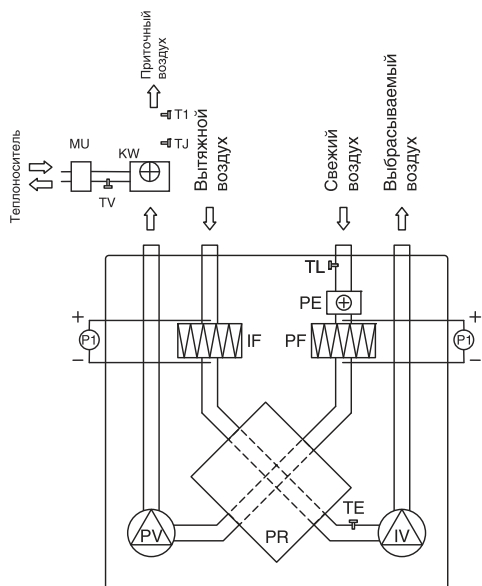 Приточный
воздух
T1
TJ
MU
KW
TV
Теплоноситель
Вытяжной
воздух
Свежий
воздух
Выбрасываемый
воздух
TL
PE
+
P1
−
IF
PF
+
P1
−
TE
PV
PR
IV